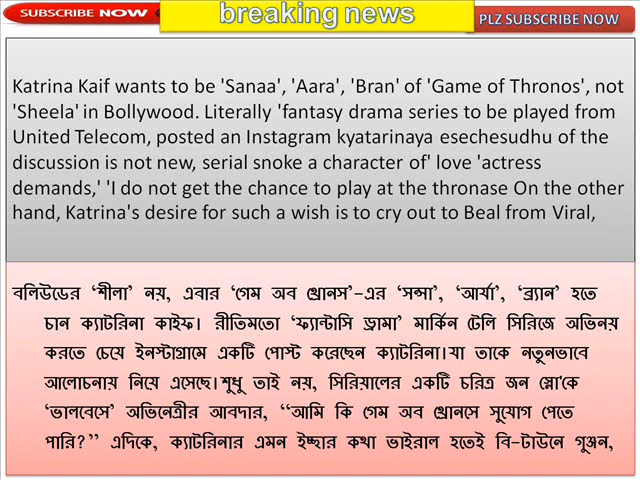 SUBSCRIBE NOW
breaking news
PLZ SUBSCRIBE NOW
Katrina Kaif wants to be 'Sanaa', 'Aara', 'Bran' of 'Game of Thronos', not
'Sheela' in Bollywood. Literally 'fantasy drama series to be played from
United Telecom, posted an Instagram kyatarinaya esechesudhu of the
discussion is not new, serial snoke a character of' love 'actress
demands,' 'I do not get the chance to play at the thronase On the other
hand, Katrina's desire for such a wish is to cry out to Beal from Viral,
বলিউডের ‘শীলা’ নয়, এবার ‘গেম অব থ্রোনস’-এর ‘সন্সা’, ‘আর্যা’, ‘ব্র্যান’ হতে
চান ক্যাটরিনা কাইফ। রীতিমতো ‘ফ্যান্টাসি ড্রামা’ মার্কিন টেলি সিরিজে অভিনয়
করতে চেয়ে ইনস্টাগ্রামে একটি পোস্ট করেছেন ক্যাটরিনা।যা তাকে নতুনভাবে
আলোচনায় নিয়ে এসেছে।শুধু তাই নয়, সিরিয়ালের একটি চরিত্র জন স্নো'কে
‘ভালবেসে’ অভিনেত্রীর আবদার, ‘‘আমি কি গেম অব থ্রোনসে সুযোগ পেতে
পারি?’’ এদিকে, ক্যাটরিনার এমন ইচ্ছার কথা ভাইরাল হতেই বি-টাউনে গুঞ্জন,